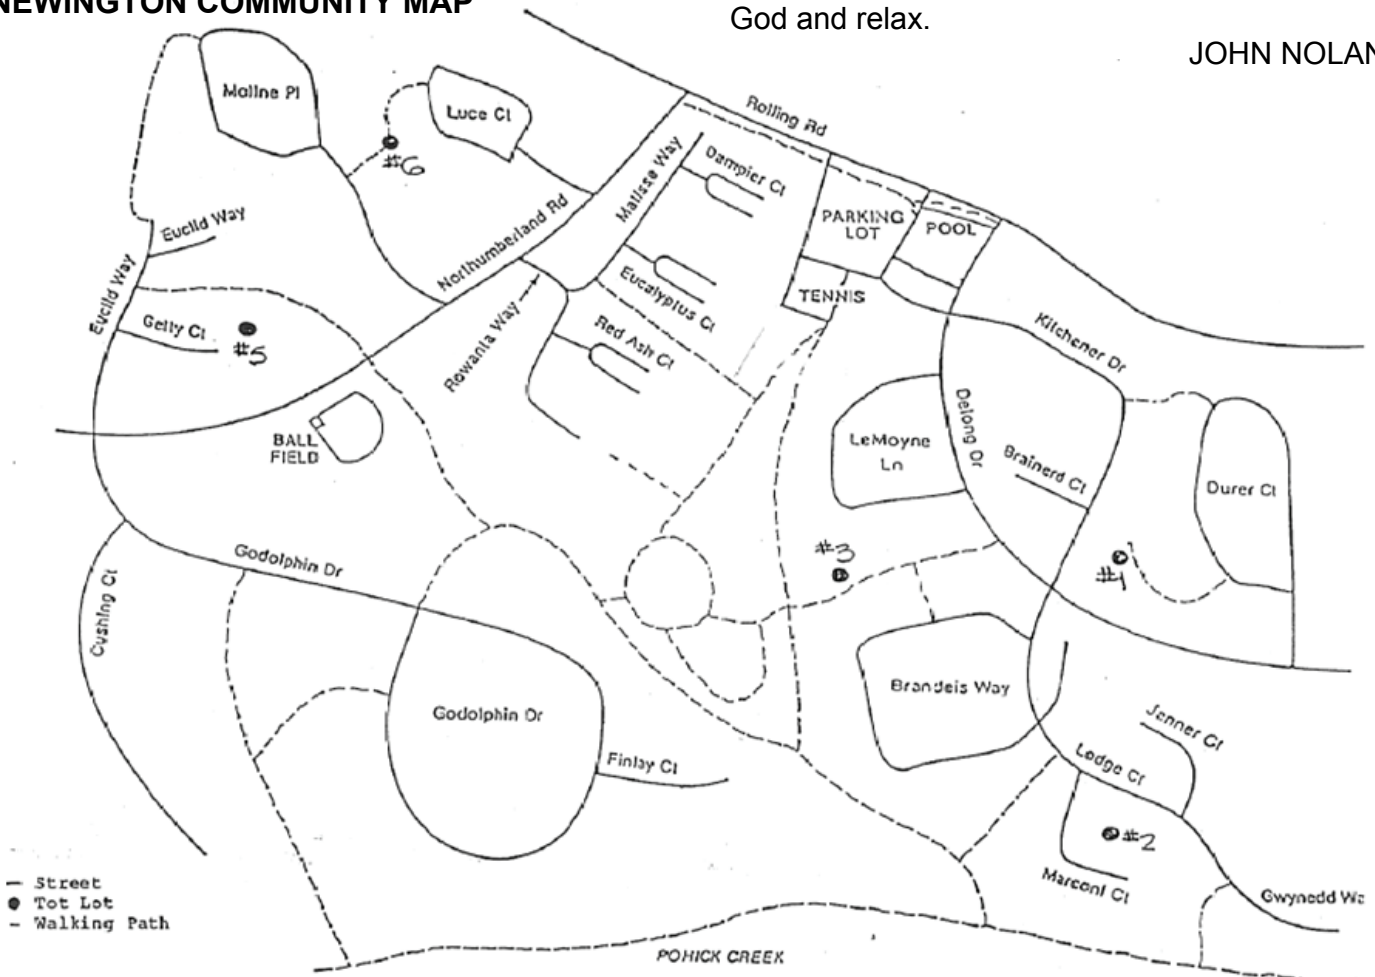 NEWINGTON COMMUNITY MAP
God and relax.
JOHN NOLAN
Rolling Rd
Maline Pl
Luce Ct
#6
Matisse Way
Dampier Ct
PARKING
LOT
POOL
Euclid Way
Northumberland Rd
Eucalyptus Ct
TENNIS
Euclid Way
Getty Ct
#5
Rowanta Way
Red Ash Ct
Kitchener Dr
BALL
FIELD
LeMoyne
Ln
Delong Dr
Brainerd Ct
Durer Ct
Godolphin Dr
#3
#1
Cushing Ct
Brandeis Way
Godolphin Dr
Jenner Ct
Finlay Ct
Lodge Ct
#2
Marconi Ct
Gwynedd Wa
Street
Tot Lot
Walking Path
POHICK CREEK